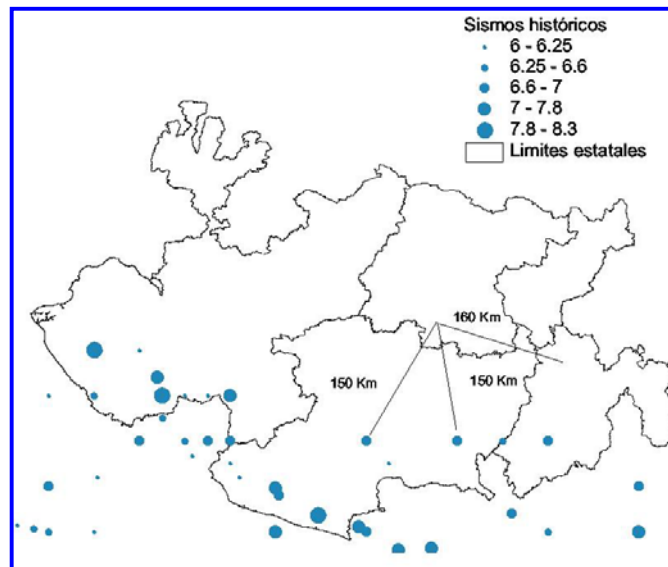 Sismos históricos
6 - 6.25
6.25 - 6.6
6.6 - 7
7 - 7.8
7.8 - 8.3
Limites estatales
160 Km
150 Km
150 Km